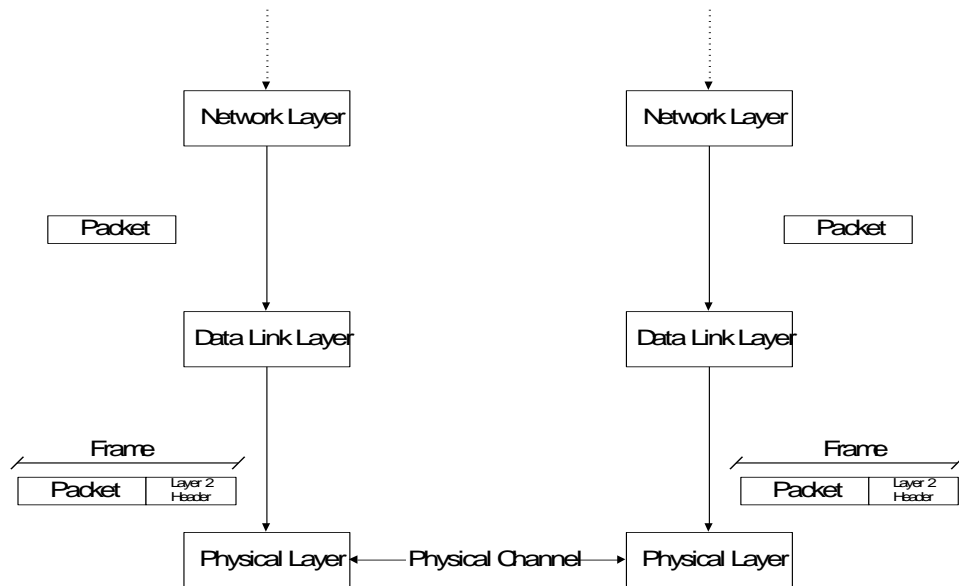 Network Layer
Network Layer
Packet
Packet
Data Link Layer
Data Link Layer
Frame
Frame
Packet
Layer 2
Header
Packet
Layer 2
Header
Physical Layer
Physical Channel
Physical Layer